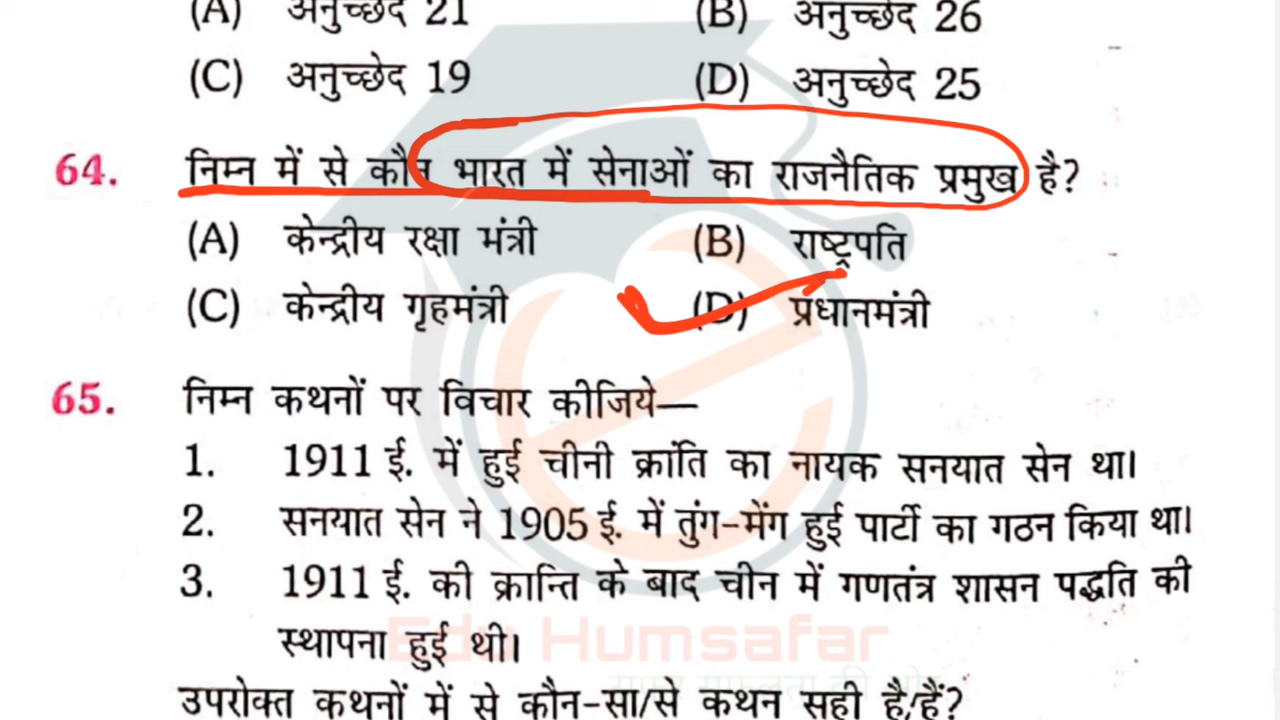 (A) अनुच्छेद 21 (B) अनुच्छेद 26
(C) अनुच्छेद 19 (D) अनुच्छेद 25
64. निम्न में से कौन भारत में सेनाओं का राजनैतिक प्रमुख है?
(A) केन्द्रीय रक्षा मंत्री (B) राष्ट्रपति
(C) केन्द्रीय गृहमंत्री (D) प्रधानमंत्री
65. निम्न कथनों पर विचार कीजिये—
1. 1911 ई. में हुई चीनी क्रांति का नायक सनयात सेन था।
2. सनयात सेन ने 1905 ई. में तुंग-मेंग हुई पार्टी का गठन किया था।
3. 1911 ई. की क्रान्ति के बाद चीन में गणतंत्र शासन पद्धति की
स्थापना हुई थी।
Edu Humsafar
उपरोक्त कथनों में से कौन-सा/से कथन सही है/हैं?